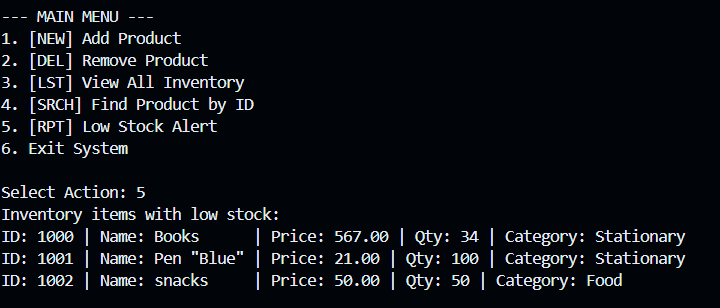 --- MAIN MENU ---
1. [NEW] Add Product
2. [DEL] Remove Product
3. [LST] View All Inventory
4. [SRCH] Find Product by ID
5. [RPT] Low Stock Alert
6. Exit System

Select Action: 5
Inventory items with low stock:
ID: 1000 | Name: Books      | Price: 567.00 | Qty: 34 | Category: Stationary
ID: 1001 | Name: Pen "Blue" | Price: 21.00 | Qty: 100 | Category: Stationary
ID: 1002 | Name: snacks     | Price: 50.00 | Qty: 50 | Category: Food